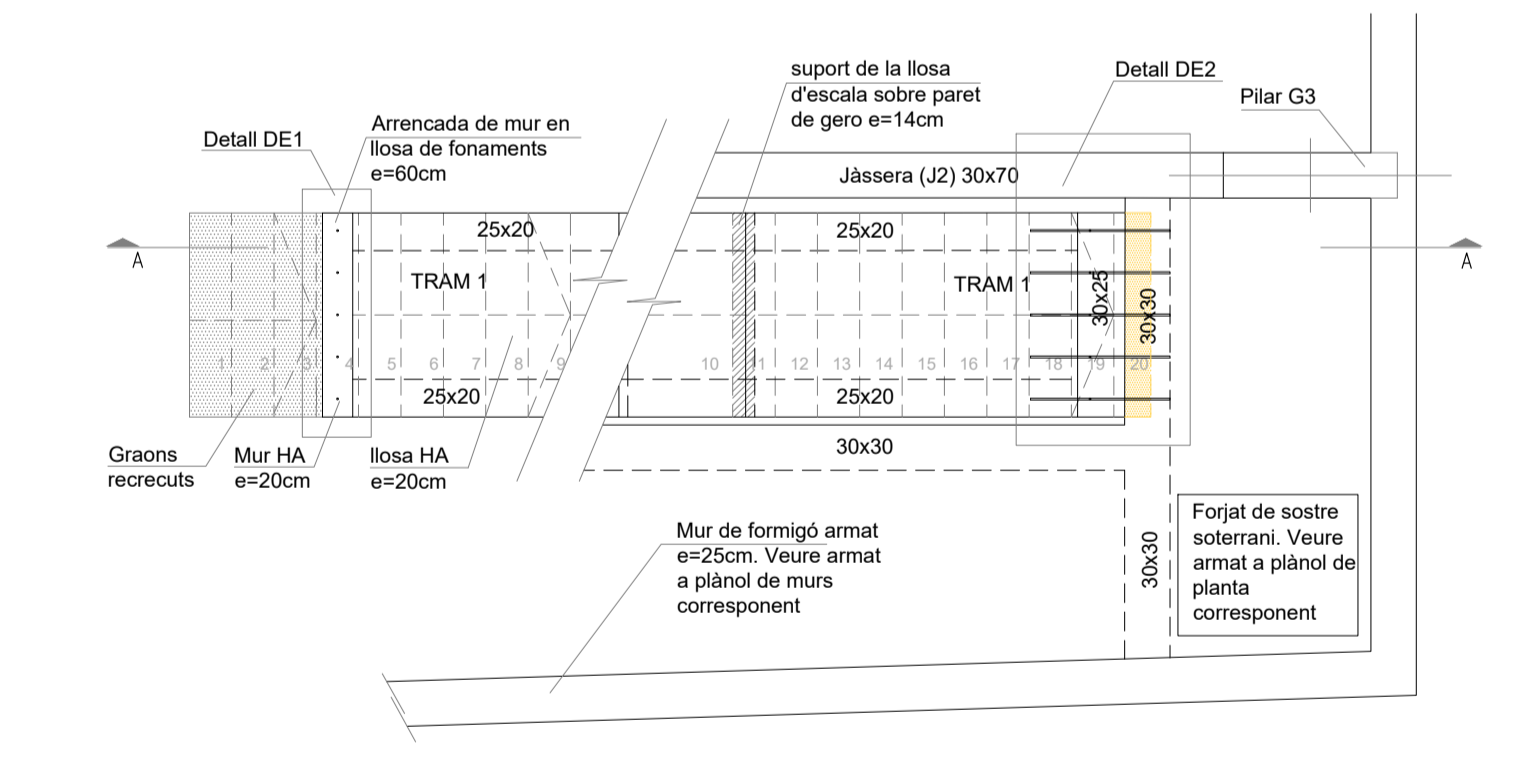 suport de la llosa
d'escala sobre paret
de gero e=14cm
Detall DE2
Pilar G3
Detall DE1
Arrencada de mur en
llosa de fonaments
e=60cm
Jàssera (J2) 30x70
25x20
25x20
A
A
TRAM 1
TRAM 1
30x25
30x30
1
2
3
4
5
6
7
8
9
10
11
12
13
14
15
16
17
18
19
20
25x20
25x20
30x30
Graons
recrecuts
Mur HA
e=20cm
llosa HA
e=20cm
Mur de formigó armat
e=25cm. Veure armat
a plànol de murs
corresponent
30x30
Forjat de sostre
soterrani. Veure
armat a plànol de
planta
corresponent